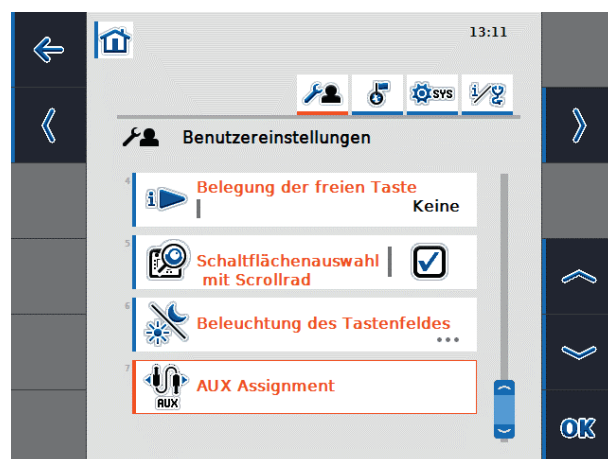 13:11
SYS
i/
Benutzereinstellungen
4
Belegung der freien Taste
i
Keine
5
Schaltflächenauswahl
mit Scrollrad
6
Beleuchtung des Tastenfeldes
...
7
AUX Assignment
AUX
OK